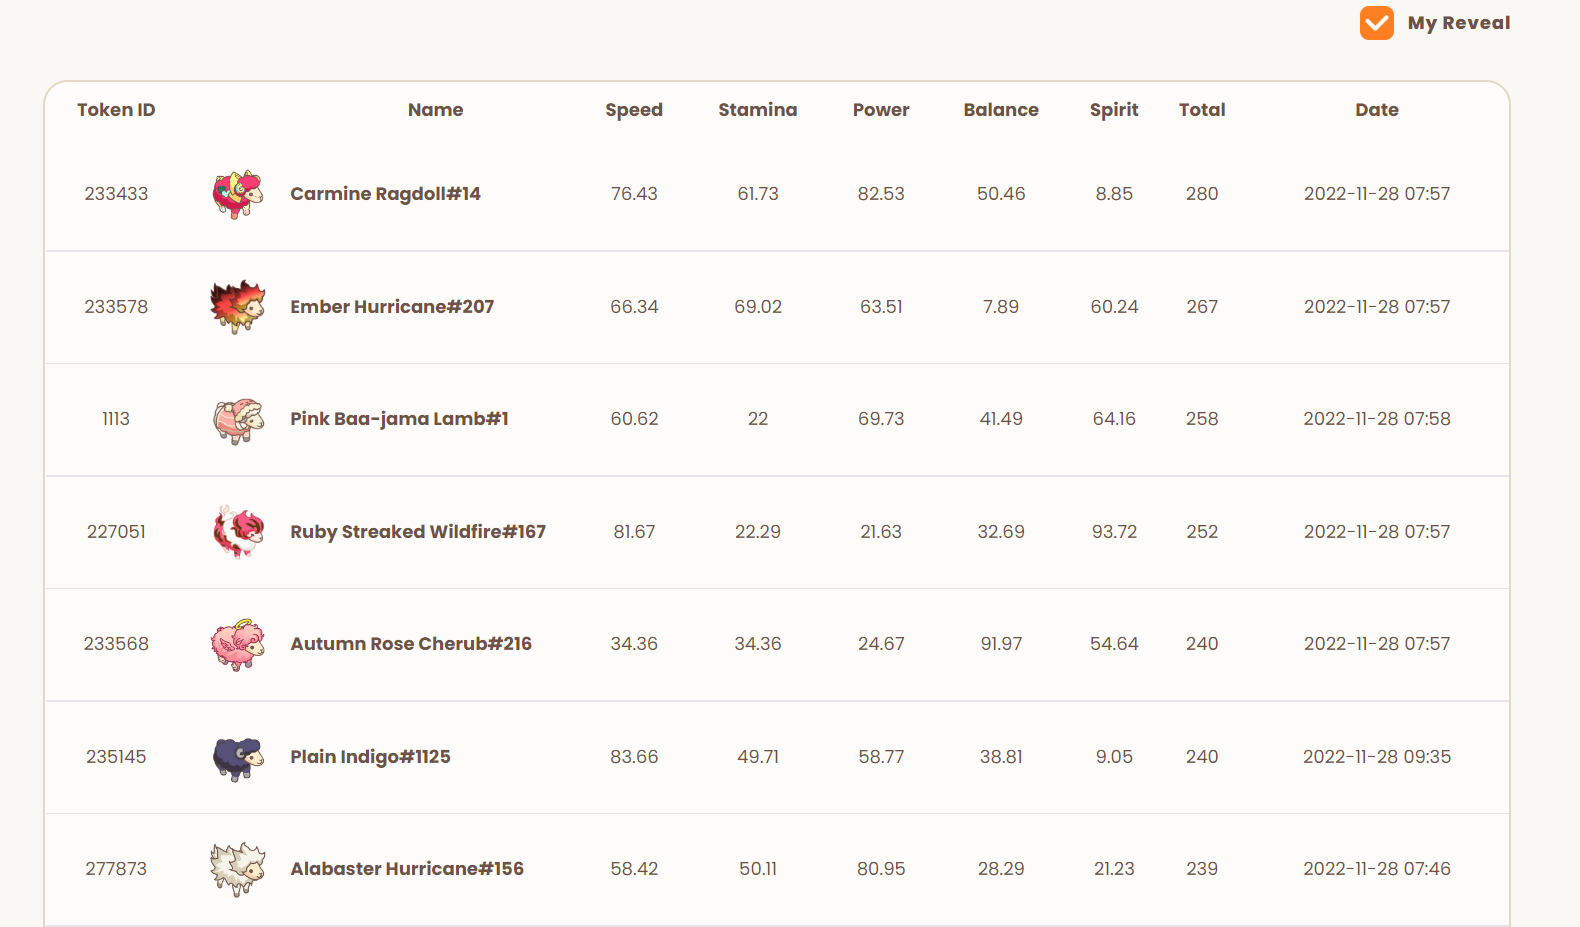 My Reveal
Token ID Name Speed Stamina Power Balance Spirit Total Date
233433 Carmine Ragdoll#14 76.43 61.73 82.53 50.46 8.85 280 2022-11-28 07:57
233578 Ember Hurricane#207 66.34 69.02 63.51 7.89 60.24 267 2022-11-28 07:57
1113 Pink Baa-jama Lamb#1 60.62 22 69.73 41.49 64.16 258 2022-11-28 07:58
227051 Ruby Streaked Wildfire#167 81.67 22.29 21.63 32.69 93.72 252 2022-11-28 07:57
233568 Autumn Rose Cherub#216 34.36 34.36 24.67 91.97 54.64 240 2022-11-28 07:57
235145 Plain Indigo#1125 83.66 49.71 58.77 38.81 9.05 240 2022-11-28 09:35
277873 Alabaster Hurricane#156 58.42 50.11 80.95 28.29 21.23 239 2022-11-28 07:46